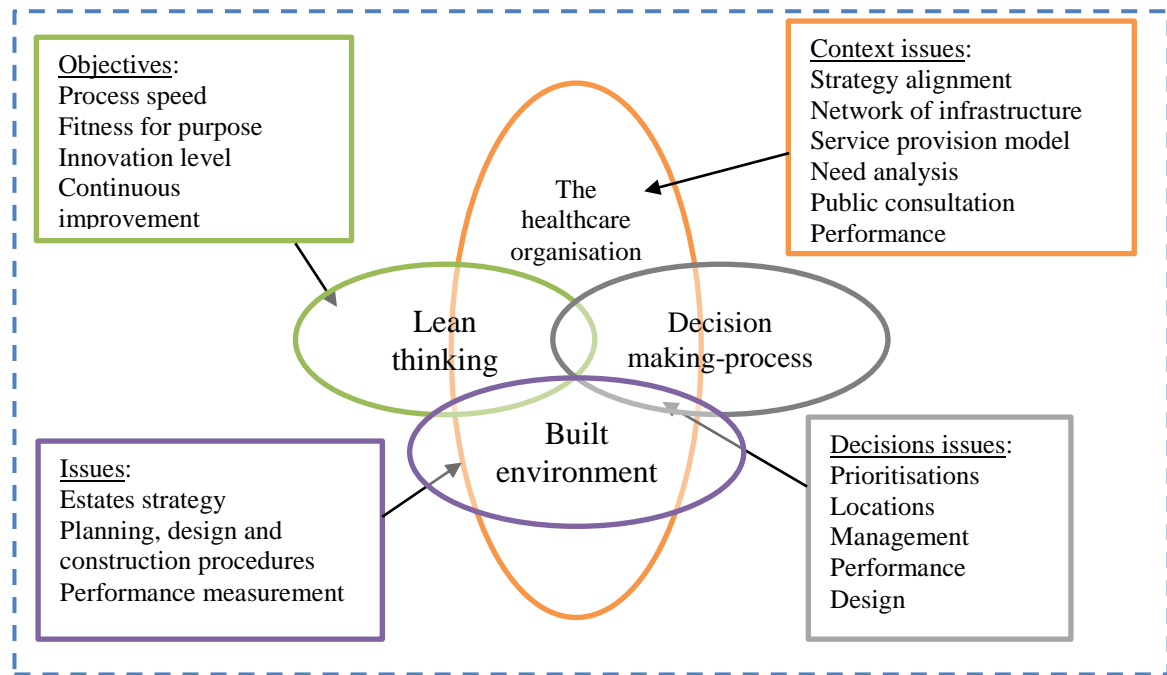 Objectives:
Process speed
Fitness for purpose
Innovation level
Continuous
improvement
Context issues:
Strategy alignment
Network of infrastructure
Service provision model
Need analysis
Public consultation
Performance
The
healthcare
organisation
Lean
thinking
Decision
making-process
Built
environment
Issues:
Estates strategy
Planning, design and
construction procedures
Performance measurement
Decisions issues:
Prioritisations
Locations
Management
Performance
Design